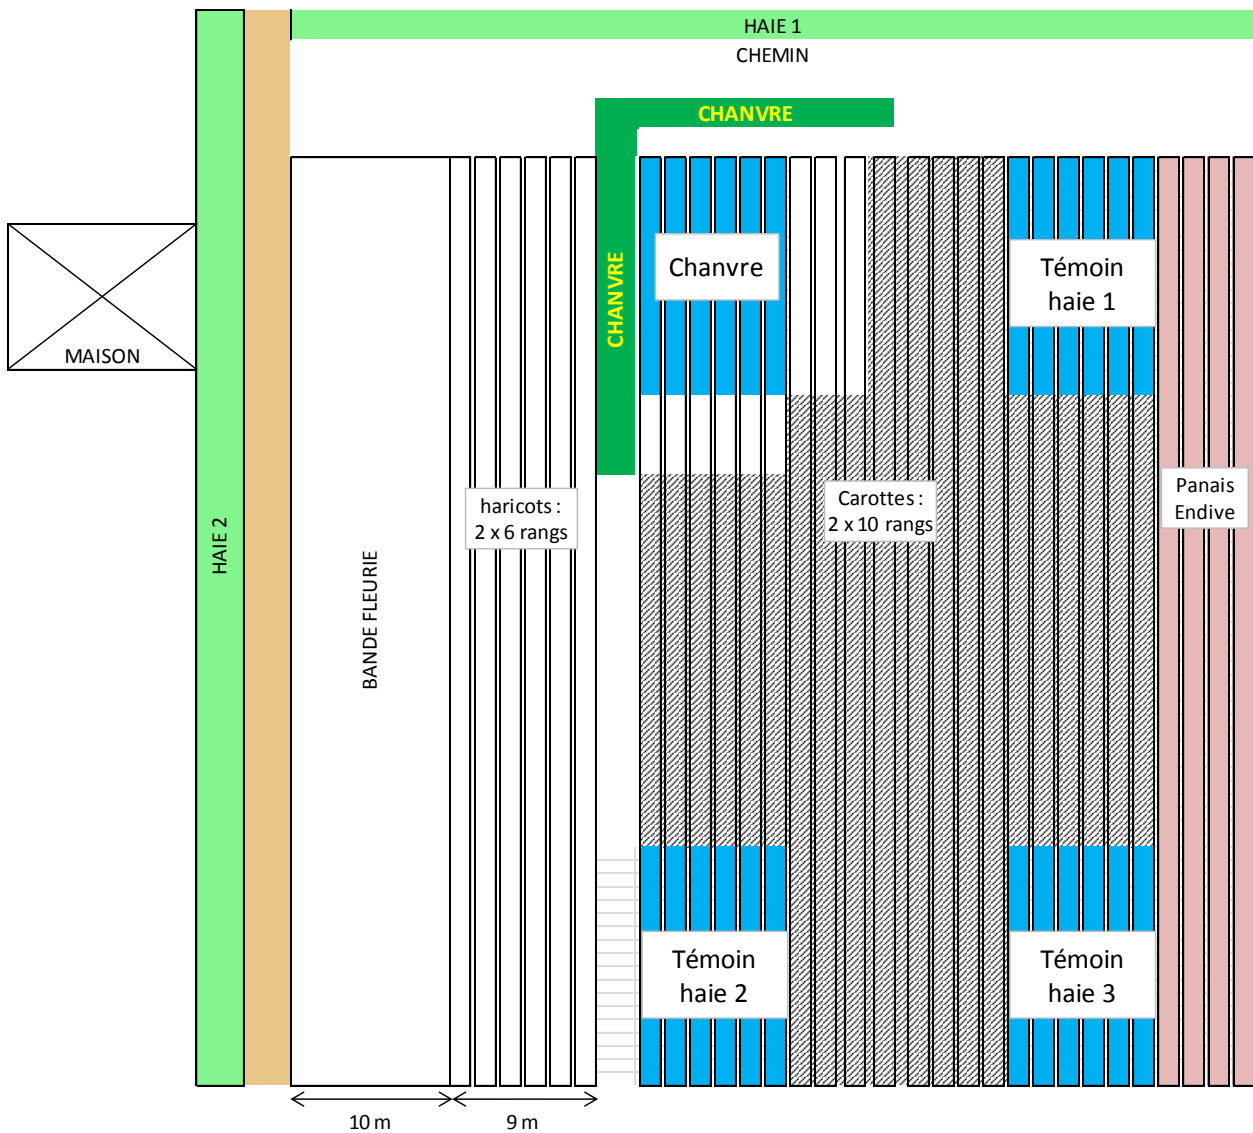 HAIE 1
CHEMIN
CHANVRE
CHANVRE
Chanvre
Témoin
haie 1
MAISON
HAIE 2
BANDE FLEURIE
haricots :
2 x 6 rangs
Carottes :
2 x 10 rangs
Panais
Endive
Témoin
haie 2
Témoin
haie 3
10 m
9 m